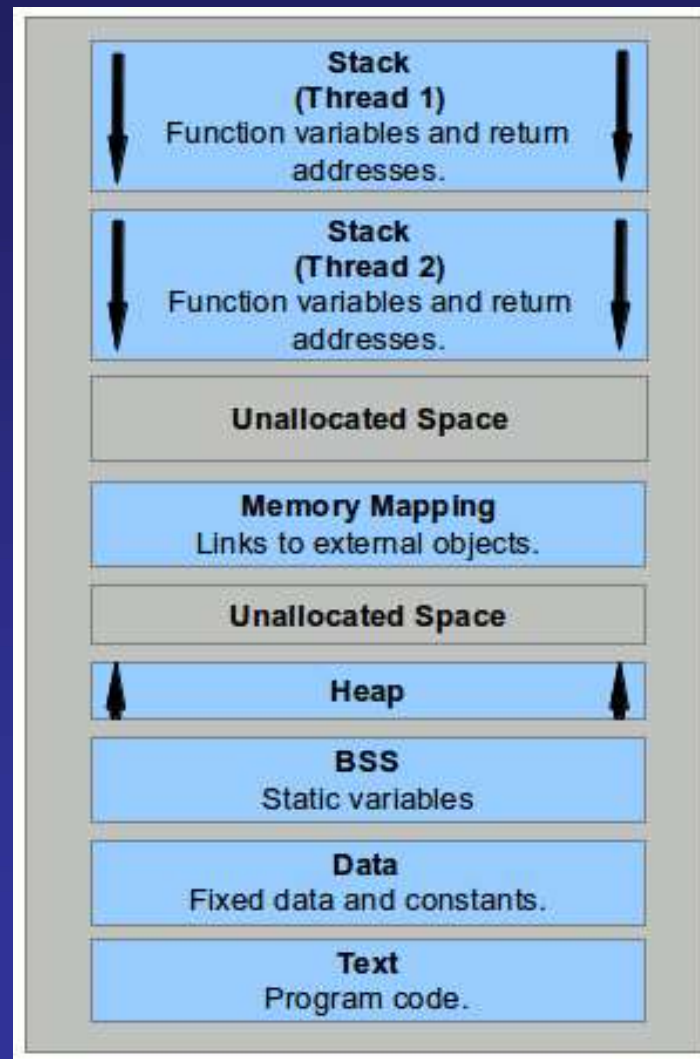 Stack
(Thread 1)
Function variables and return
addresses.
Stack
(Thread 2)
Function variables and return
addresses.
Unallocated Space
Memory Mapping
Links to external objects.
Unallocated Space
Heap
BSS
Static variables
Data
Fixed data and constants.
Text
Program code.